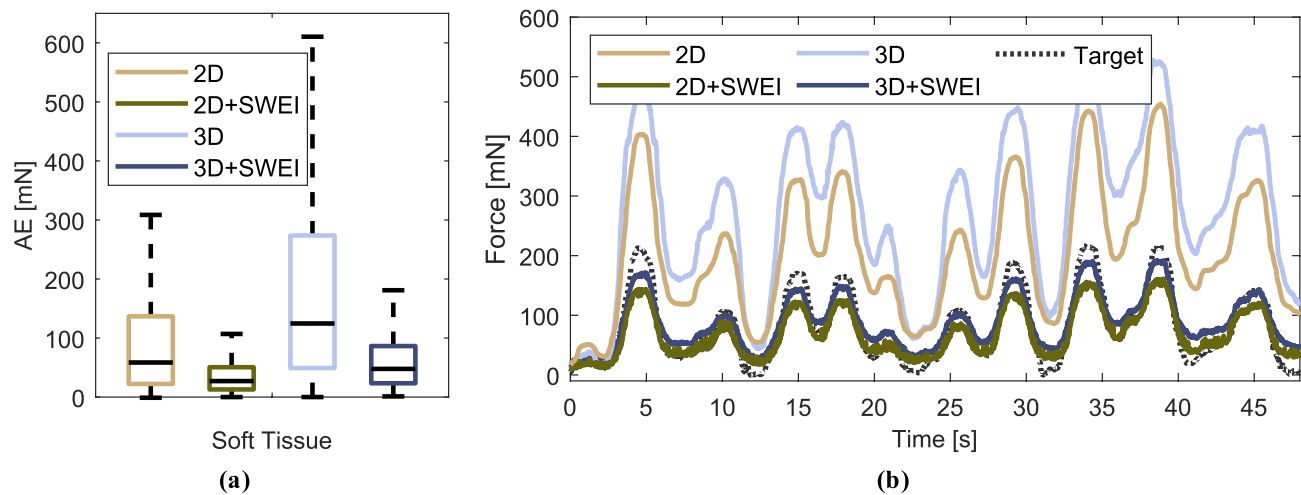 600
500
400
300
200
100
0
AE [mN]
2D
2D+SWEI
3D
3D+SWEI
Soft Tissue
(a)
600
500
400
300
200
100
0
Force [mN]
2D 3D Target
2D+SWEI 3D+SWEI
0 5 10 15 20 25 30 35 40 45
Time [s]
(b)